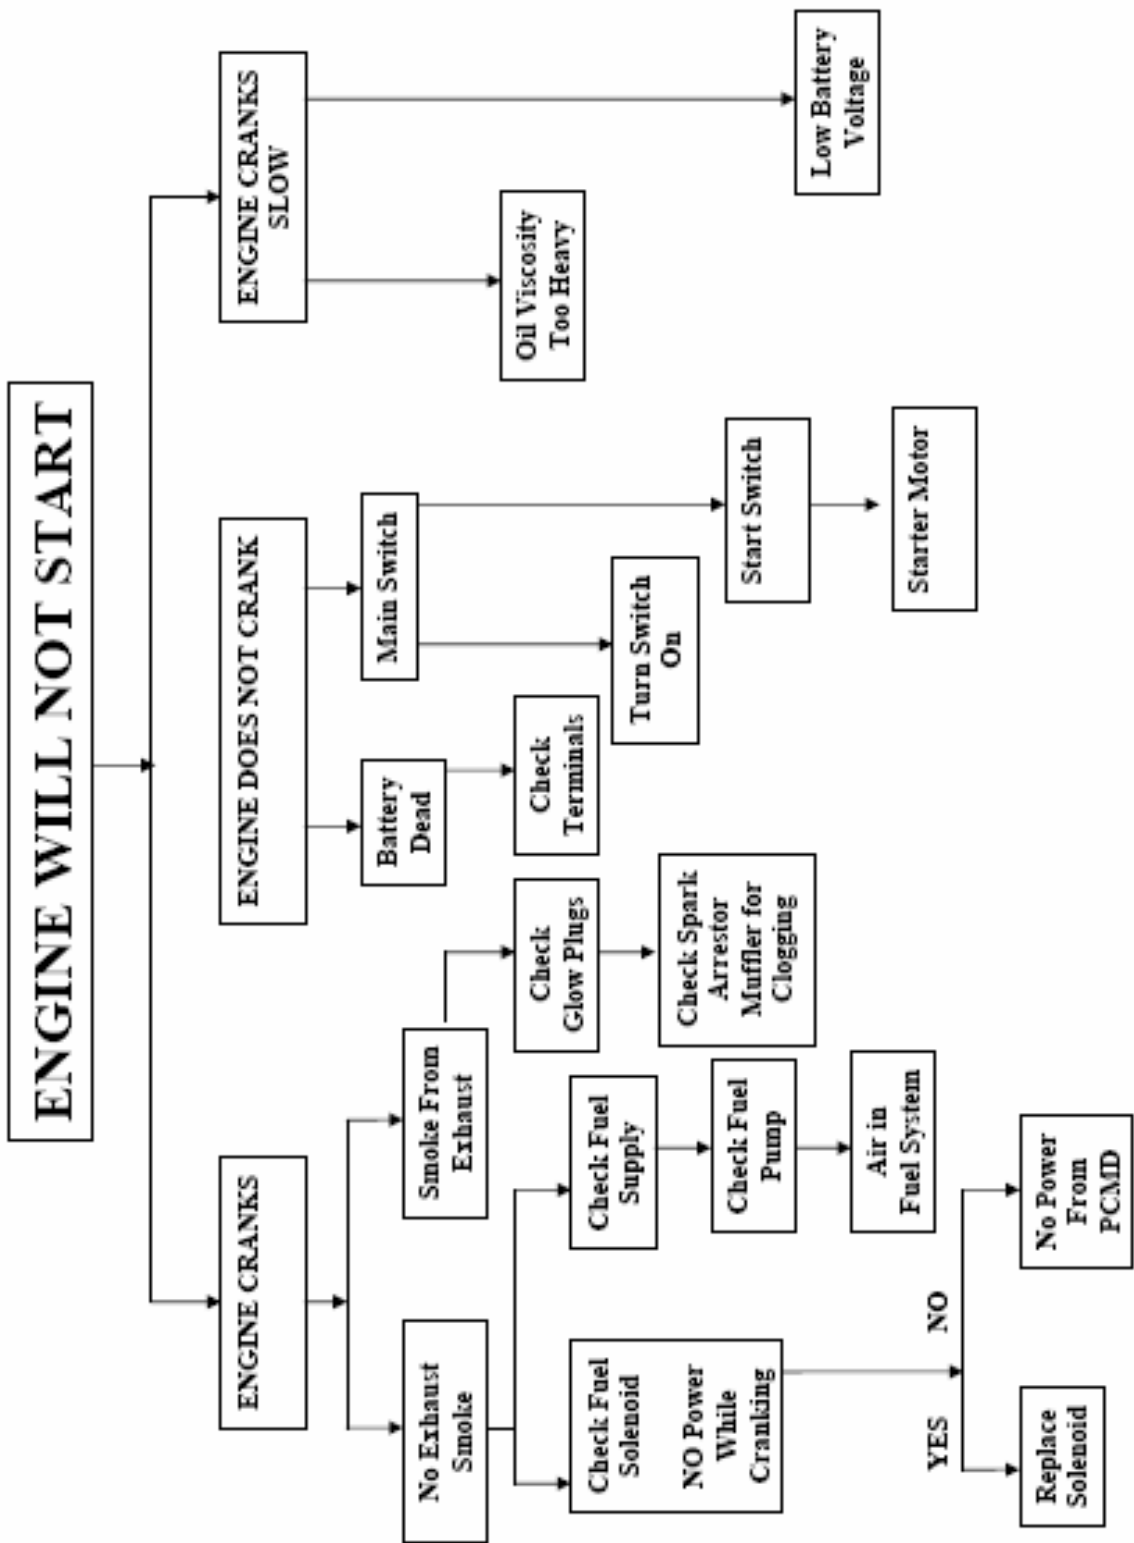 ENGINE WILL NOT START
ENGINE CRANKS
ENGINE DOES NOT CRANK
ENGINE CRANKS
SLOW
No Exhaust
Smoke
Smoke From
Exhaust
Battery
Dead
Main Switch
Check
Glow Plugs
Check
Terminals
Oil Viscosity
Too Heavy
Check Fuel
Solenoid
NO Power
While
Cranking
Check Fuel
Supply
Check Spark
Arrestor
Muffler for
Clogging
Turn Switch
On
Check Fuel
Pump
Start Switch
Low Battery
Voltage
Air in
Fuel System
Starter Motor
YES
NO
Replace
Solenoid
No Power
From
PCMD